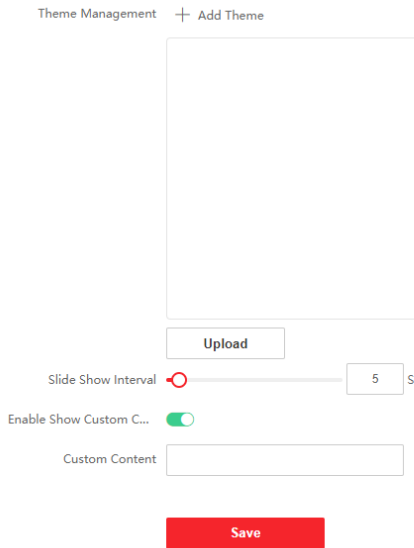 Theme Management + Add Theme
Upload
Slide Show Interval 5 S
Enable Show Custom C...
Custom Content
Save